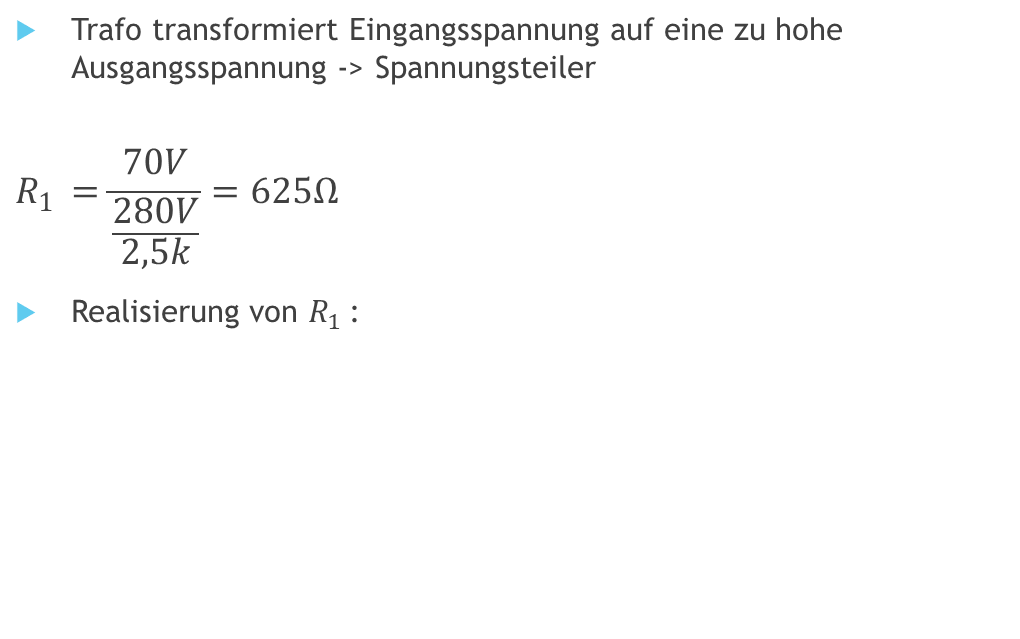 Trafo transformiert Eingangsspannung auf eine zu hohe
Ausgangsspannung -> Spannungsteiler
R₁ = 70V / (280V / 2,5k) = 625Ω
Realisierung von R₁ :